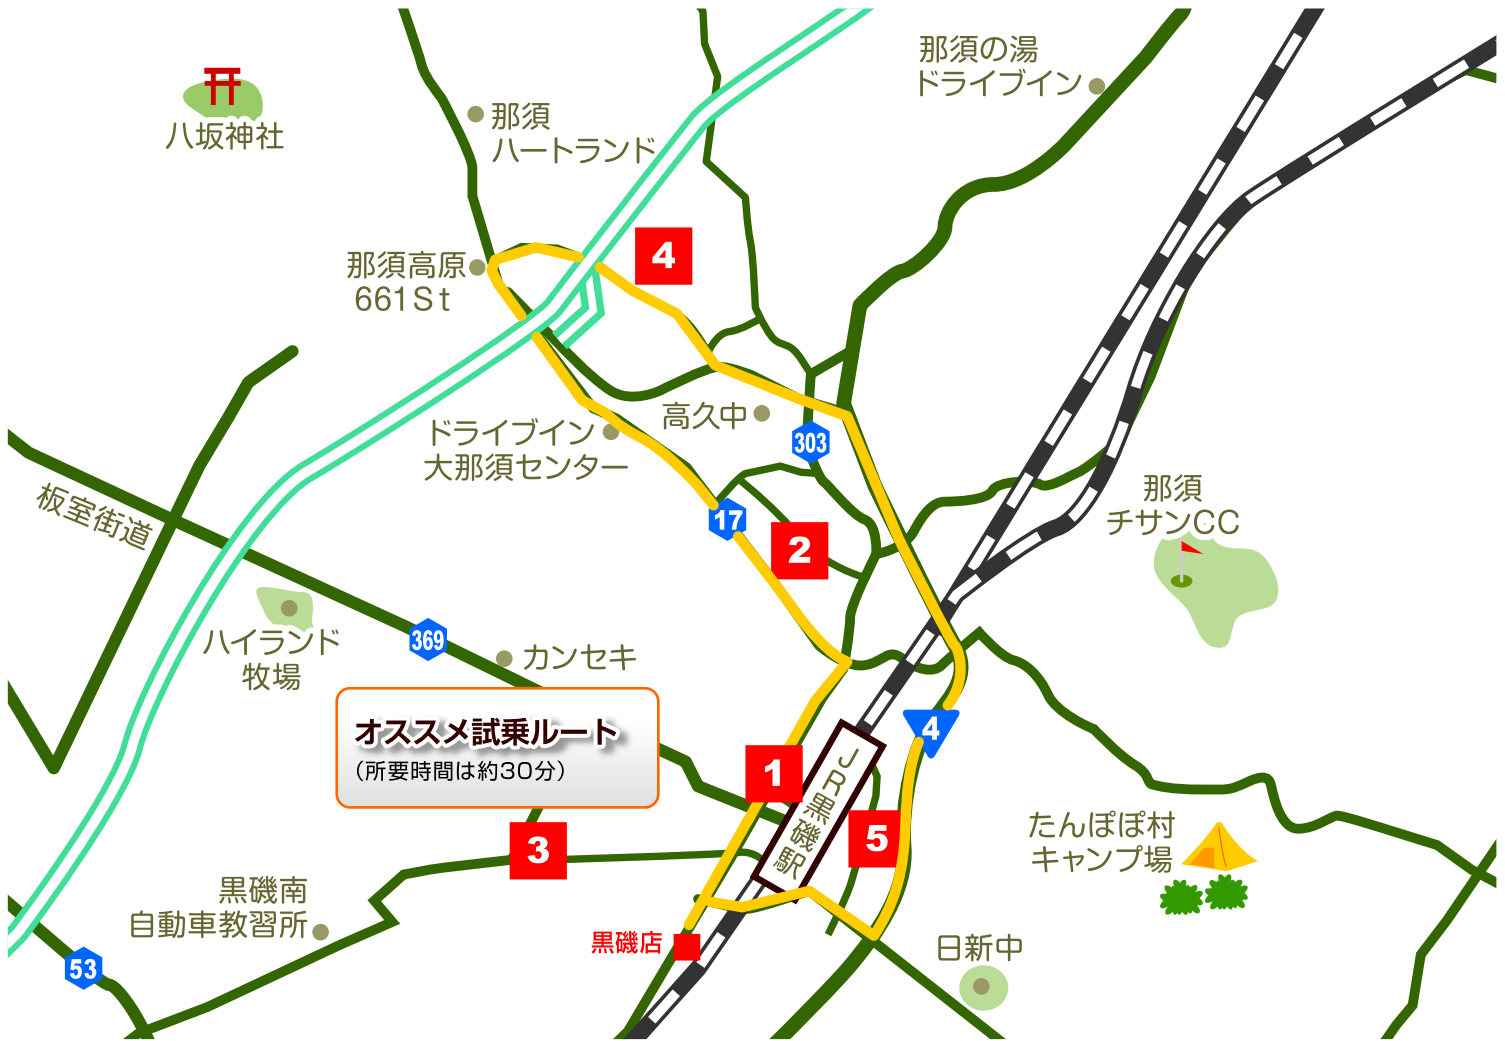 那須の湯
ドライブイン
八坂神社
那須
ハートランド
4
那須高原
661St
高久中
303
ドライブイン
大那須センター
板室街道
17
2
那須
チサンCC
369
ハイランド
牧場
カンセキ
オススメ試乗ルート
(所要時間は約30分)
4
1
JR黒磯駅
5
3
たんぽぽ村
キャンプ場
黒磯南
自動車教習所
黒磯店
日新中
53